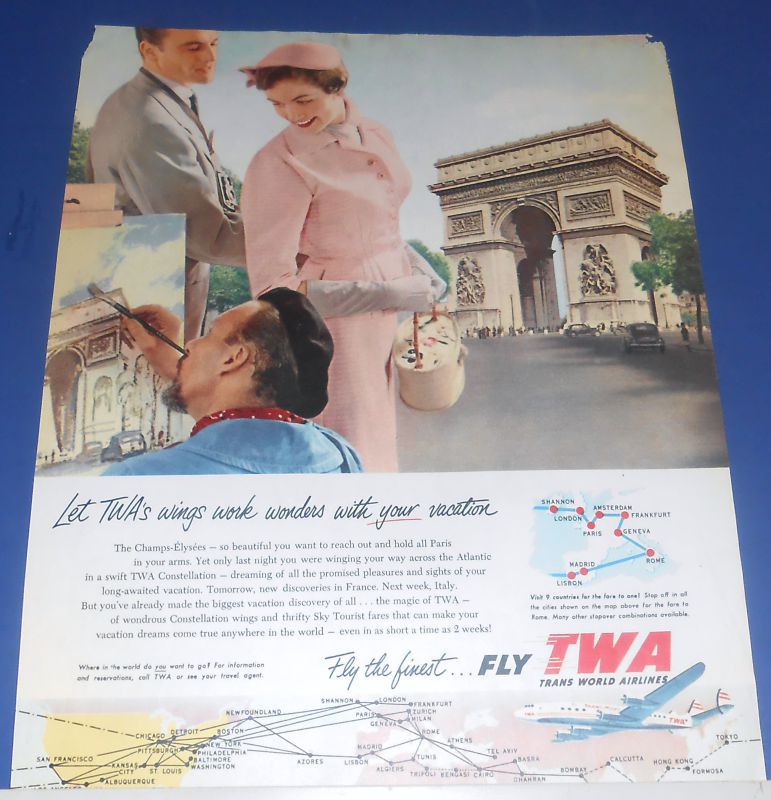 Let TWA's wings work wonders with your vacation
The Champs-Élysées — so beautiful you want to reach out and hold all Paris
in your arms. Yet only last night you were winging your way across the Atlantic
in a swift TWA Constellation — dreaming of all the promised pleasures and sights of your
long-awaited vacation. Tomorrow, new discoveries in France. Next week, Italy.
But you've already made the biggest vacation discovery of all . . . the magic of TWA —
of wondrous Constellation wings and thrifty Sky Tourist fares that can make your
vacation dreams come true anywhere in the world — even in as short a time as 2 weeks!
SHANNON
LONDON
AMSTERDAM
FRANKFURT
PARIS
GENEVA
MADRID
ROME
LISBON
Visit 9 countries for the fare to one! Stop off in all
the cities shown on the map above for the fare to
Rome. Many other stopover combinations available.
Where in the world do you want to go? For information
and reservations, call TWA or see your travel agent.
Fly the finest... FLY TWA
TRANS WORLD AIRLINES
SHANNON
LONDON
FRANKFURT
NEWFOUNDLAND
PARIS
ZURICH
MILAN
GENEVA
CHICAGO
DETROIT
BOSTON
ROME
NEW YORK
PITTSBURGH
PHILADELPHIA
BALTIMORE
WASHINGTON
MADRID
ATHENS
TOKYO
SAN FRANCISCO
KANSAS CITY
ST LOUIS
AZORES
LISBON
TUNIS
ALGIERS
TEL AVIV
BASRA
CALCUTTA
HONG KONG
TRIPOLI
BENGASI
CAIRO
DHAHRAN
BOMBAY
FORMOSA
ALBUQUERQUE
TWA